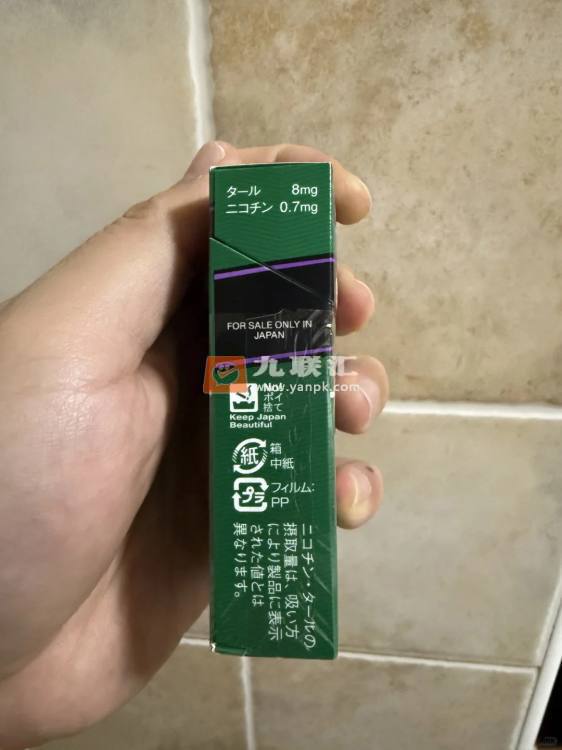 タール 8mg
ニコチン 0.7mg
FOR SALE ONLY IN
JAPAN
九联汇
www.yanpk.com
No!
ポイ
捨て
Keep Japan
Beautiful
紙
箱
中紙
プラ
フィルム:
PP
ニコチン・タールの
摂取量は、吸い方
により製品に表示
された値とは
異なります。